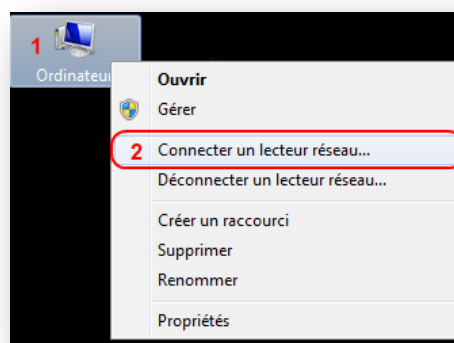 1
Ordinateur
Ouvrir
Gérer
2 Connecter un lecteur réseau...
Déconnecter un lecteur réseau...
Créer un raccourci
Supprimer
Renommer
Propriétés